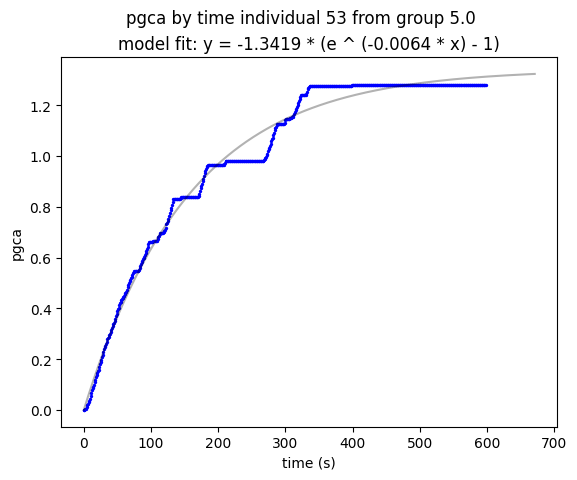 pgca by time individual 53 from group 5.0
model fit: y = -1.3419 * (e ^ (-0.0064 * x) - 1)
1.2
1.0
0.8
0.6
0.4
0.2
0.0
pgca
0 100 200 300 400 500 600 700
time (s)